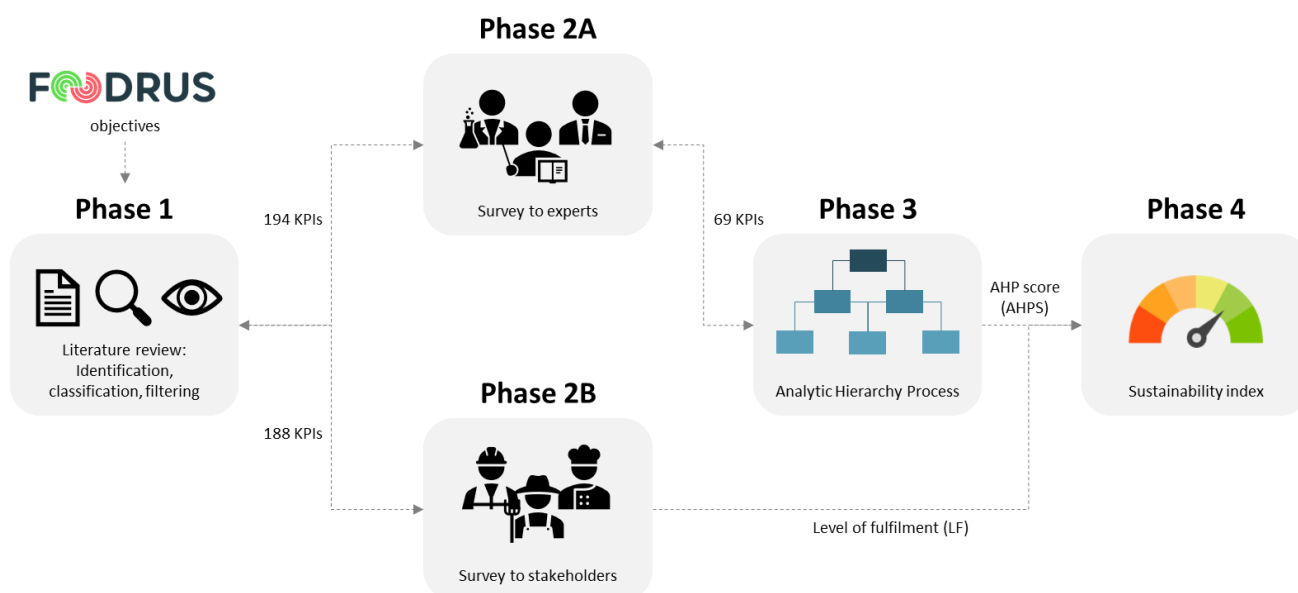 FOODRUS
objectives
Phase 1
Literature review:
Identification,
classification, filtering
194 KPIs
188 KPIs
Phase 2A
Survey to experts
Phase 2B
Survey to stakeholders
69 KPIs
Phase 3
Analytic Hierarchy Process
AHP score
(AHPS)
Level of fulfilment (LF)
Phase 4
Sustainability index